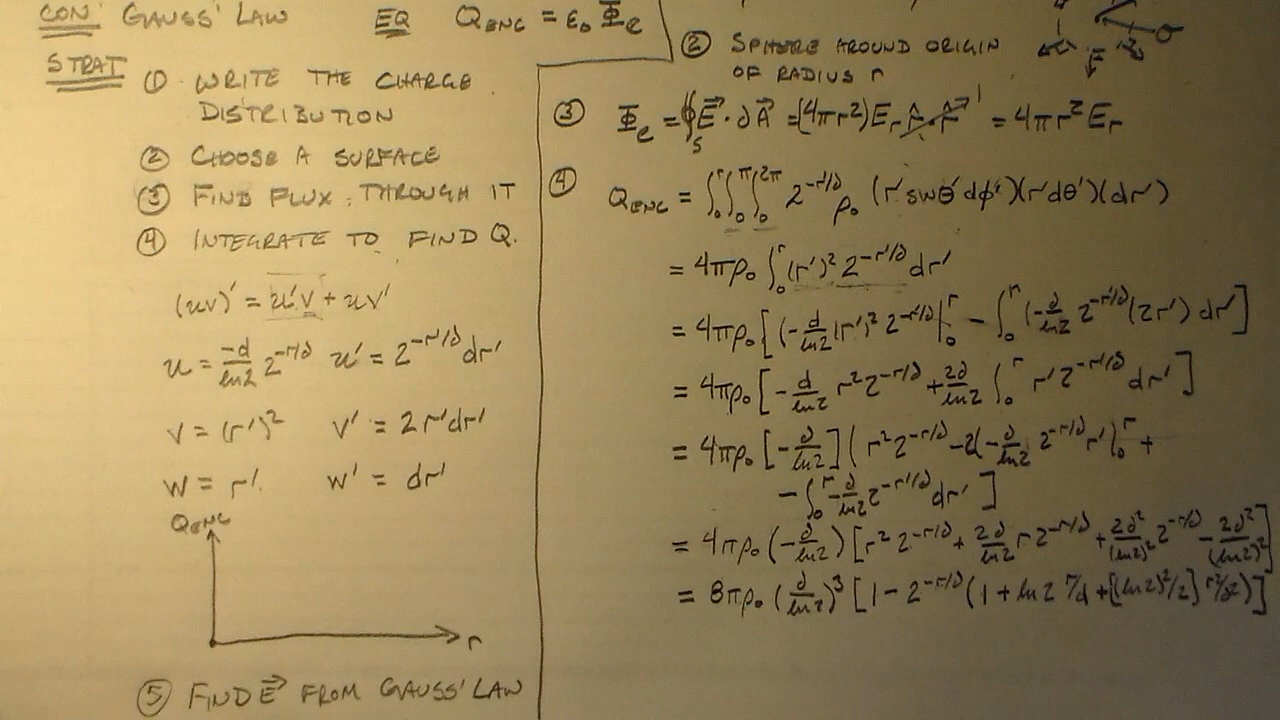 CON: GAUSS' LAW EQ Q_ENC = ε₀ Φ_e
STRAT ① WRITE THE CHARGE
DISTRIBUTION
② CHOOSE A SURFACE
③ FIND FLUX THROUGH IT
④ INTEGRATE TO FIND Q.
(uv)' = u'v + uv'
u = -d/ln2 2^(-r'/d) u' = 2^(-r'/d) dr'
v = (r')² v' = 2r'dr'
w = r' w' = dr'
Q_ENC
r
⑤ FIND E⃗ FROM GAUSS' LAW
② SPHERE AROUND ORIGIN
OF RADIUS r
③ Φ_e = ∮_S E⃗ · dA⃗ = (4πr²) E_r r̂ · r̂ 1 = 4πr² E_r
④ Q_ENC = ∫₀^r ∫₀^π ∫₀^2π 2^(-r'/d) ρ₀ (r' sinθ' dϕ')(r'dθ')(dr')
= 4πρ₀ ∫₀^r (r')² 2^(-r'/d) dr'
= 4πρ₀ [(-d/ln2 (r')² 2^(-r'/d) |₀^r - ∫₀^r (-d/ln2 2^(-r'/d) (2r') dr']
= 4πρ₀ [-d/ln2 r² 2^(-r/d) + 2d/ln2 ∫₀^r r' 2^(-r'/d) dr']
= 4πρ₀ [-d/ln2] (r² 2^(-r/d) - 2(-d/ln2 2^(-r'/d) r' |₀^r +
- ∫₀^r -d/ln2 2^(-r'/d) dr' ]
= 4πρ₀ (-d/ln2) [r² 2^(-r/d) + 2d/ln2 r 2^(-r/d) + 2d²/(ln2)² 2^(-r/d) - 2d²/(ln2)²]
= 8πρ₀ (d/ln2)³ [1 - 2^(-r/d) (1 + ln2 r/d + [(ln2)²/2] r²/d²)]